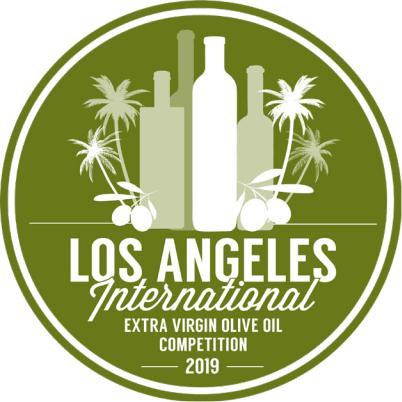 LOS ANGELES
International
EXTRA VIRGIN OLIVE OIL
COMPETITION
2019